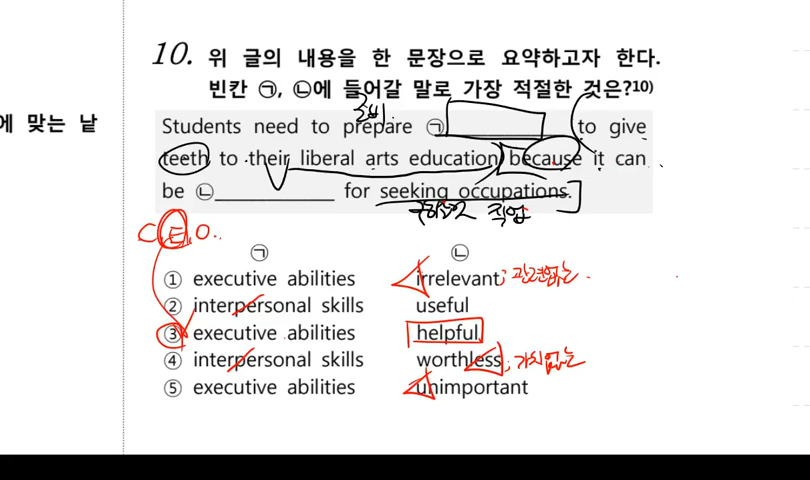 10. 위 글의 내용을 한 문장으로 요약하고자 한다.
빈칸 ㉠, ㉡에 들어갈 말로 가장 적절한 것은?10)
에 맞는 낱
준비
Students need to prepare ㉠ to give
teeth to their liberal arts education because it can
be ㉡____________ for seeking occupations.
구하는것 직업
C.E.O..
㉠ ㉡
① executive abilities irrelevant ; 관련없는
② interpersonal skills useful
③ executive abilities helpful
④ interpersonal skills worthless ; 가치없는
⑤ executive abilities unimportant